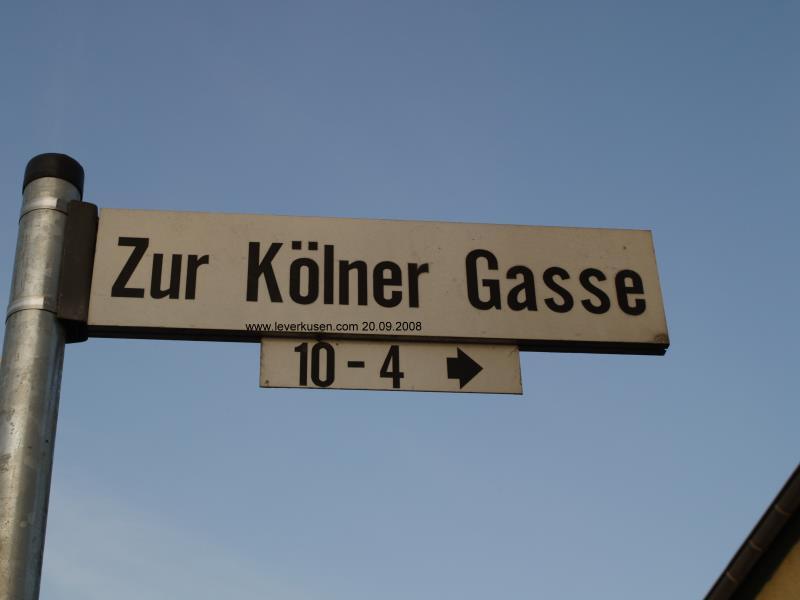 Zur Kölner Gasse
www.leverkusen.com 20.09.2008
10 - 4